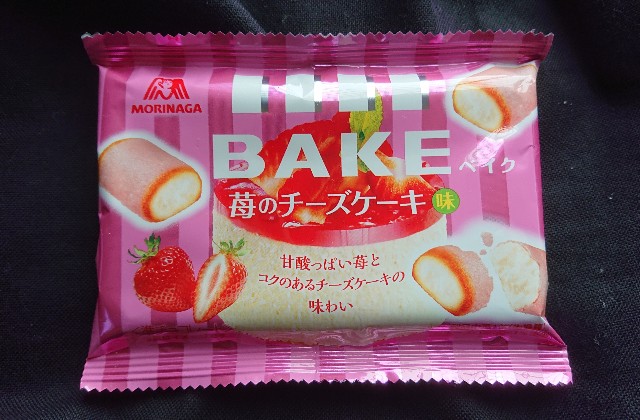 MORINAGA
BAKE ベイク
苺のチーズケーキ味
甘酸っぱい苺と
コクのあるチーズケーキの
味わい